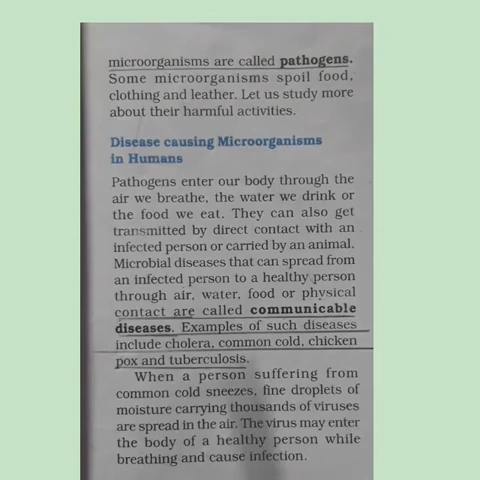 microorganisms are called pathogens.
Some microorganisms spoil food,
clothing and leather. Let us study more
about their harmful activities.
Disease causing Microorganisms
in Humans
Pathogens enter our body through the
air we breathe, the water we drink or
the food we eat. They can also get
transmitted by direct contact with an
infected person or carried by an animal.
Microbial diseases that can spread from
an infected person to a healthy person
through air, water, food or physical
contact are called communicable
diseases. Examples of such diseases
include cholera, common cold, chicken
pox and tuberculosis.
When a person suffering from
common cold sneezes, fine droplets of
moisture carrying thousands of viruses
are spread in the air. The virus may enter
the body of a healthy person while
breathing and cause infection.